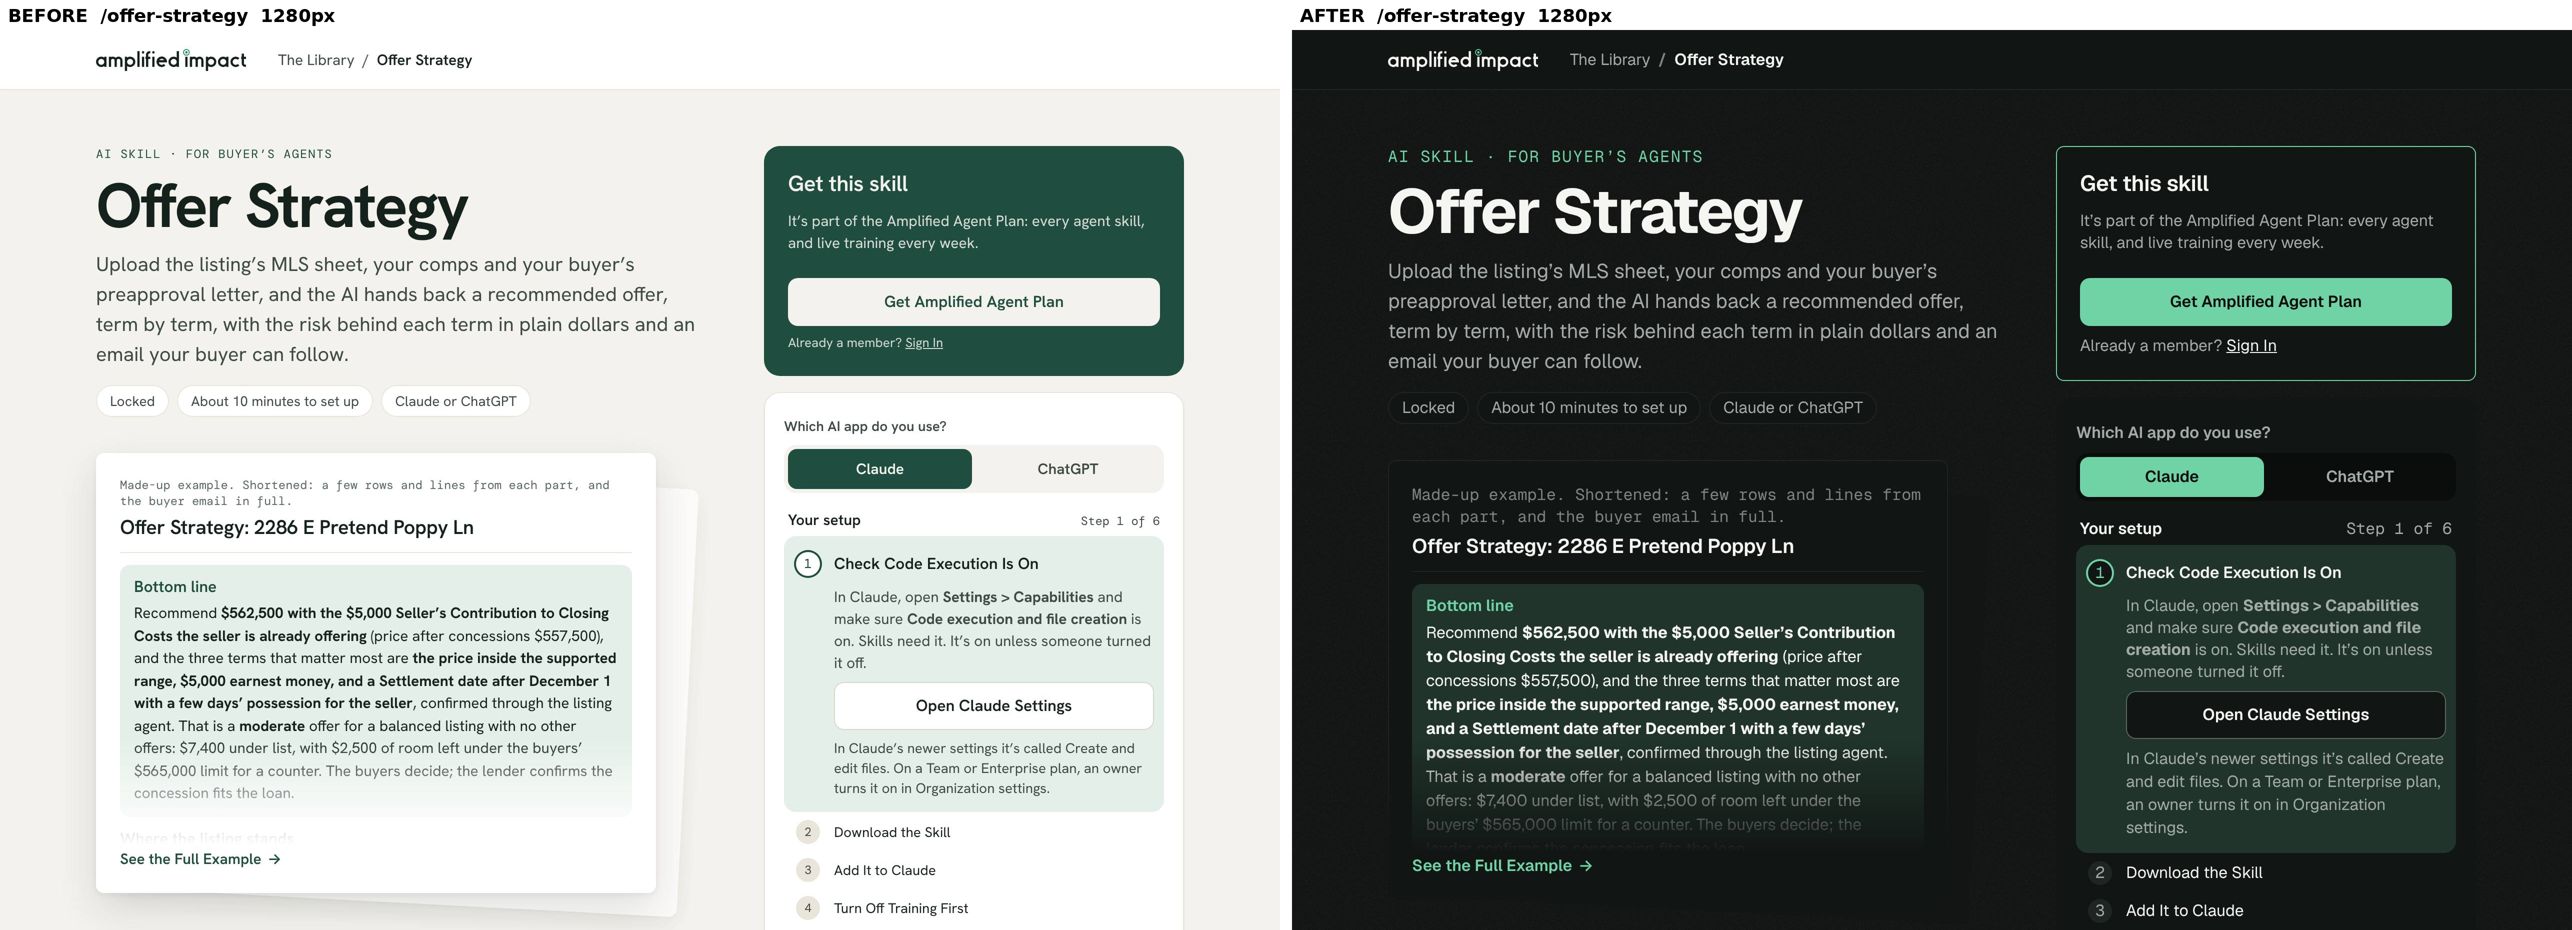 BEFORE /offer-strategy 1280px
amplified impact
The Library / Offer Strategy
AI SKILL · FOR BUYER’S AGENTS
Offer Strategy
Upload the listing’s MLS sheet, your comps and your buyer’s
preapproval letter, and the AI hands back a recommended offer,
term by term, with the risk behind each term in plain dollars and an
email your buyer can follow.
Locked
About 10 minutes to set up
Claude or ChatGPT
Made-up example. Shortened: a few rows and lines from each part, and
the buyer email in full.
Offer Strategy: 2286 E Pretend Poppy Ln
Bottom line
Recommend $562,500 with the $5,000 Seller’s Contribution to Closing
Costs the seller is already offering (price after concessions $557,500),
and the three terms that matter most are the price inside the supported
range, $5,000 earnest money, and a Settlement date after December 1
with a few days’ possession for the seller, confirmed through the listing
agent. That is a moderate offer for a balanced listing with no other
offers: $7,400 under list, with $2,500 of room left under the buyers’
$565,000 limit for a counter. The buyers decide; the lender confirms the
concession fits the loan.
Where the listing stands
See the Full Example →
Get this skill
It’s part of the Amplified Agent Plan: every agent skill,
and live training every week.
Get Amplified Agent Plan
Already a member? Sign In
Which AI app do you use?
Claude
ChatGPT
Your setup
Step 1 of 6
1
Check Code Execution Is On
In Claude, open Settings > Capabilities and
make sure Code execution and file creation is
on. Skills need it. It’s on unless someone turned
it off.
Open Claude Settings
In Claude’s newer settings it’s called Create and
edit files. On a Team or Enterprise plan, an owner
turns it on in Organization settings.
2 Download the Skill
3 Add It to Claude
4 Turn Off Training First
AFTER /offer-strategy 1280px
amplified impact
The Library / Offer Strategy
AI SKILL · FOR BUYER’S AGENTS
Offer Strategy
Upload the listing’s MLS sheet, your comps and your buyer’s
preapproval letter, and the AI hands back a recommended offer,
term by term, with the risk behind each term in plain dollars and an
email your buyer can follow.
Locked
About 10 minutes to set up
Claude or ChatGPT
Made-up example. Shortened: a few rows and lines from
each part, and the buyer email in full.
Offer Strategy: 2286 E Pretend Poppy Ln
Bottom line
Recommend $562,500 with the $5,000 Seller’s Contribution
to Closing Costs the seller is already offering (price after
concessions $557,500), and the three terms that matter most are
the price inside the supported range, $5,000 earnest money,
and a Settlement date after December 1 with a few days’
possession for the seller, confirmed through the listing agent.
That is a moderate offer for a balanced listing with no other
offers: $7,400 under list, with $2,500 of room left under the
buyers’ $565,000 limit for a counter. The buyers decide; the
lender confirms the concession fits the loan.
See the Full Example →
Get this skill
It’s part of the Amplified Agent Plan: every agent
skill, and live training every week.
Get Amplified Agent Plan
Already a member? Sign In
Which AI app do you use?
Claude
ChatGPT
Your setup
Step 1 of 6
1
Check Code Execution Is On
In Claude, open Settings > Capabilities
and make sure Code execution and file
creation is on. Skills need it. It’s on unless
someone turned it off.
Open Claude Settings
In Claude’s newer settings it’s called Create
and edit files. On a Team or Enterprise plan,
an owner turns it on in Organization
settings.
2 Download the Skill
3 Add It to Claude